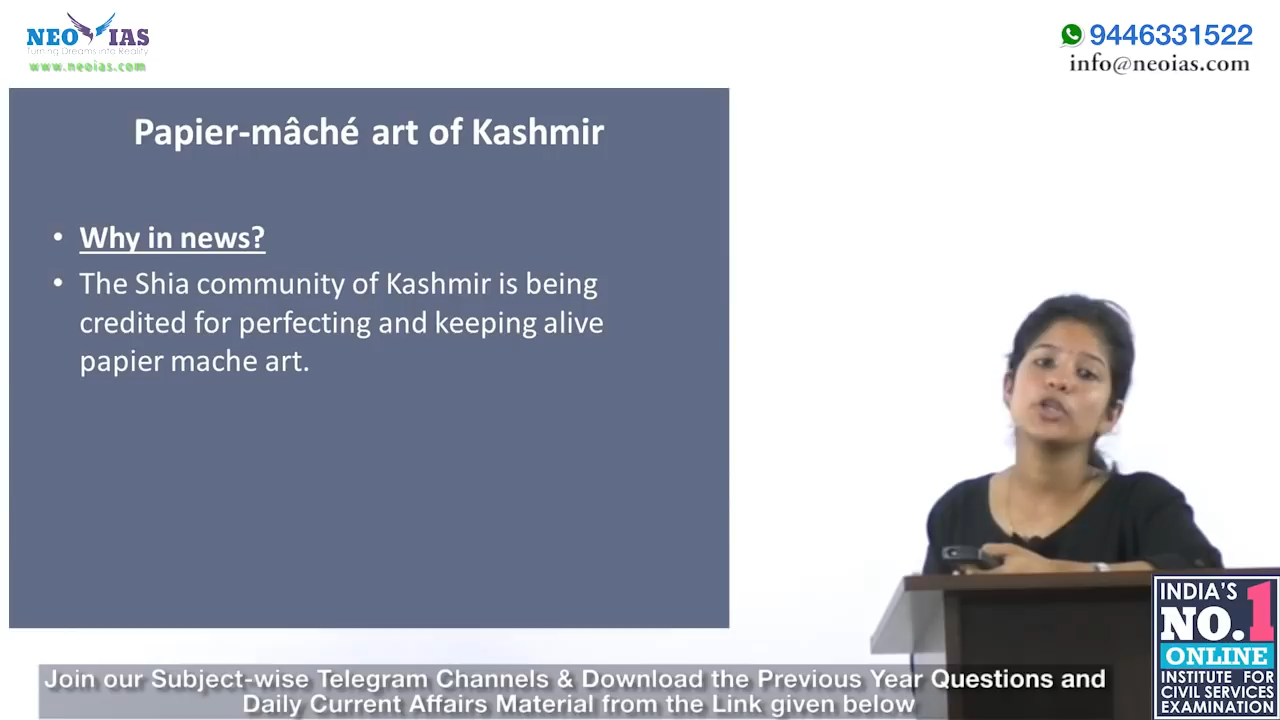 NEO IAS
Turning Dreams into Reality
www.neoias.com
9446331522
info@neoias.com
Papier-mâché art of Kashmir
• Why in news?
• The Shia community of Kashmir is being
credited for perfecting and keeping alive
papier mache art.
INDIA'S
NO.1
ONLINE
INSTITUTE FOR
CIVIL SERVICES
EXAMINATION
Join our Subject-wise Telegram Channels & Download the Previous Year Questions and
Daily Current Affairs Material from the Link given below